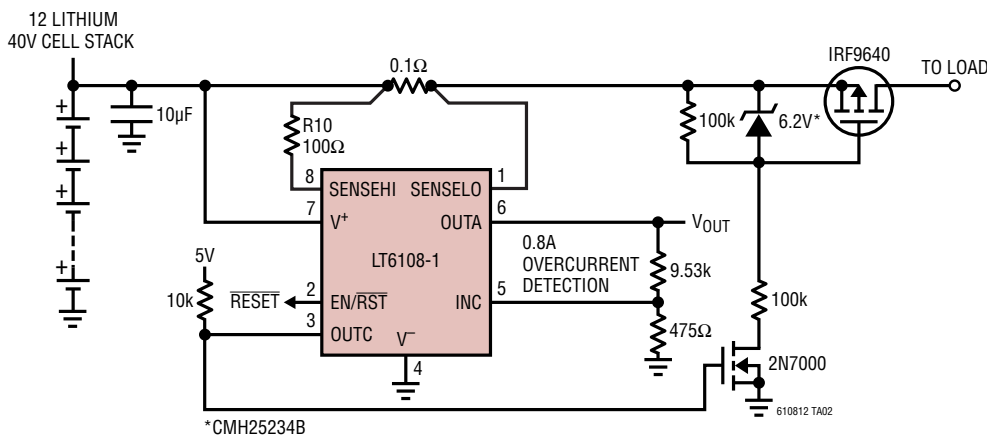 12 LITHIUM
40V CELL STACK
IRF9640
TO LOAD
0.1Ω
+
10µF
R10
100Ω
100k
6.2V*
+
+
8
SENSEHI
SENSELO
1
7
V+
OUTA
6
VOUT
LT6108-1
0.8A
OVERCURRENT
DETECTION
9.53k
5V
+
10k
RESET
2
EN/RST
INC
5
100k
3
OUTC
V–
475Ω
4
2N7000
610812 TA02
*CMH25234B